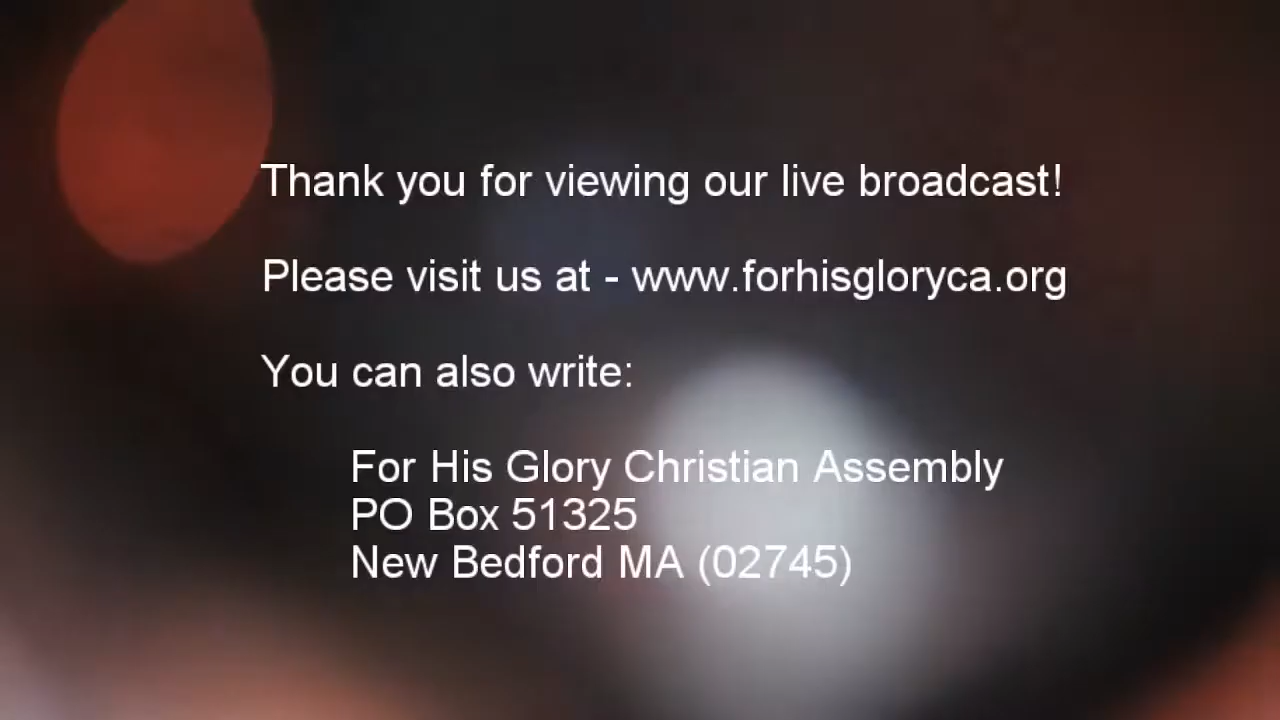 Thank you for viewing our live broadcast!
Please visit us at - www.forhisgloryca.org
You can also write:
For His Glory Christian Assembly
PO Box 51325
New Bedford MA (02745)